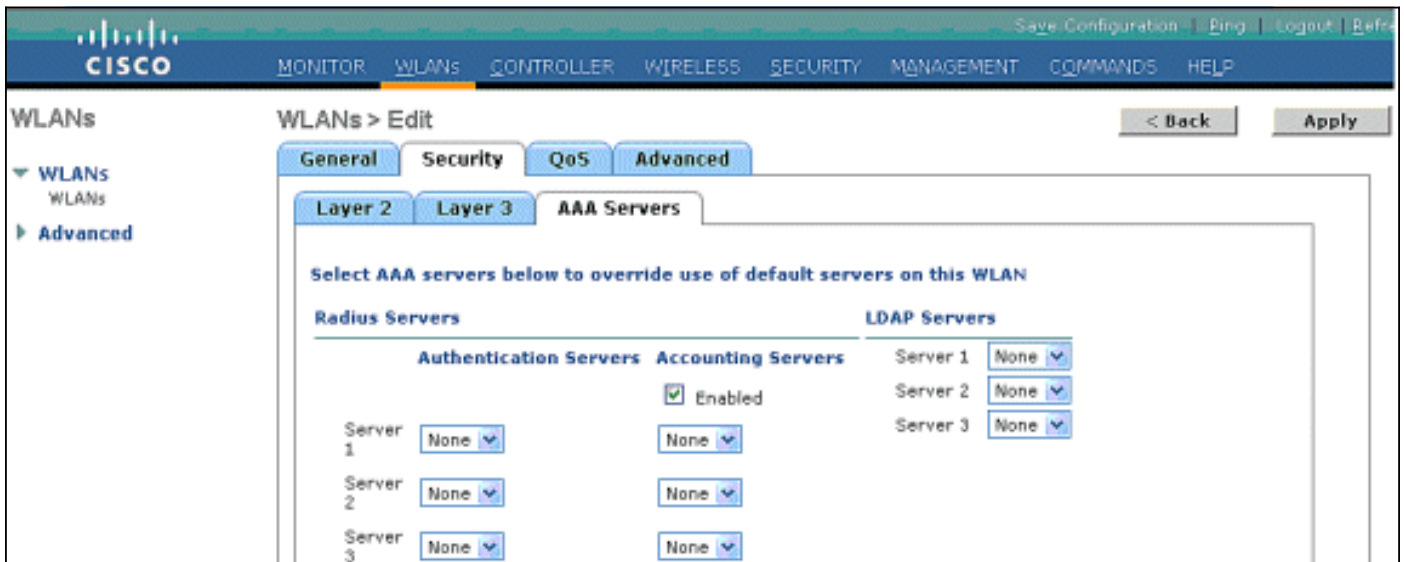 Save Configuration | Ping | Logout | Refre
CISCO
MONITOR WLANs CONTROLLER WIRELESS SECURITY MANAGEMENT COMMANDS HELP
WLANs
WLANs > Edit
< Back
Apply
General Security QoS Advanced
WLANs
WLANs
Advanced
Layer 2 Layer 3 AAA Servers
Select AAA servers below to override use of default servers on this WLAN
Radius Servers
LDAP Servers
Authentication Servers Accounting Servers
Server 1 None
Enabled
Server 2 None
Server 3 None
Server 1 None None
Server 2 None None
Server 3 None None